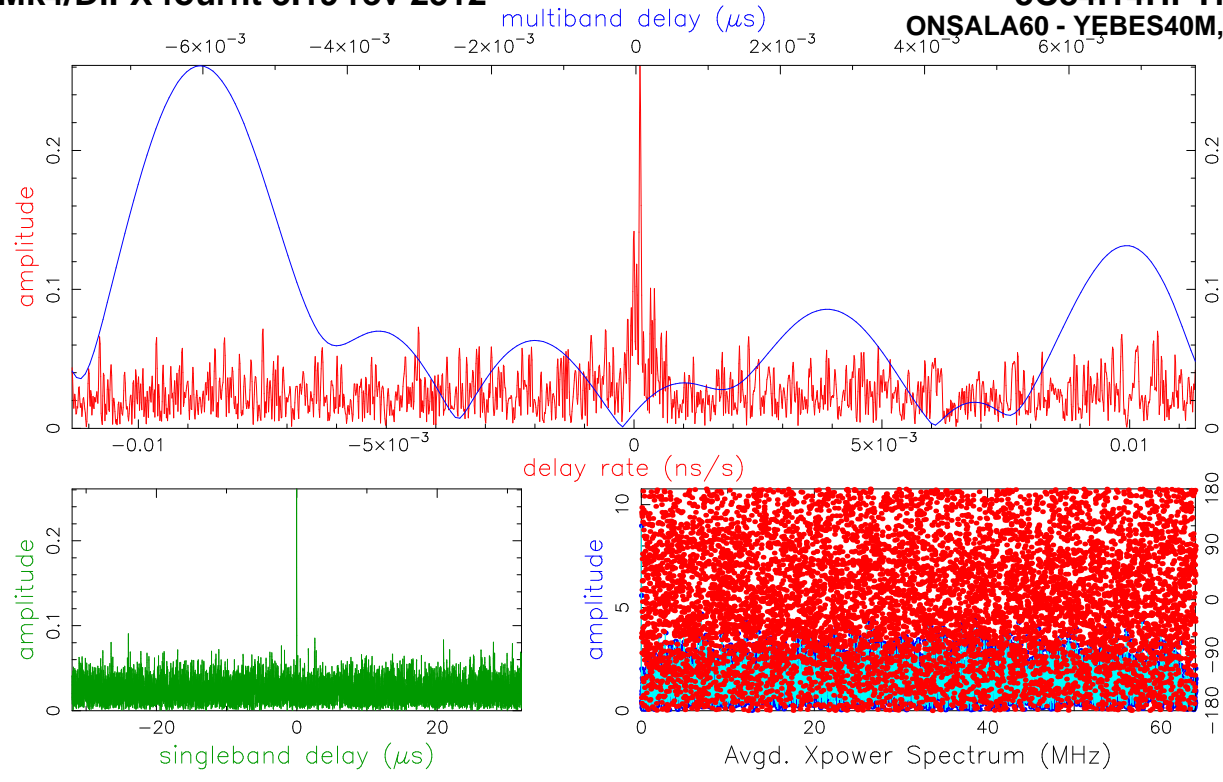 multiband delay (μs)
ONSALA60 - YEBES40M,
−6×10⁻³ −4×10⁻³ −2×10⁻³ 0 2×10⁻³ 4×10⁻³ 6×10⁻³
amplitude
0 0.1 0.2
0 0.1 0.2
−0.01 −5×10⁻³ 0 5×10⁻³ 0.01
delay rate (ns/s)
amplitude
0 0.1 0.2
−20 0 20
singleband delay (μs)
amplitude
0 5 10
−180 −90 0 90 180
0 20 40 60
Avgd. Xpower Spectrum (MHz)